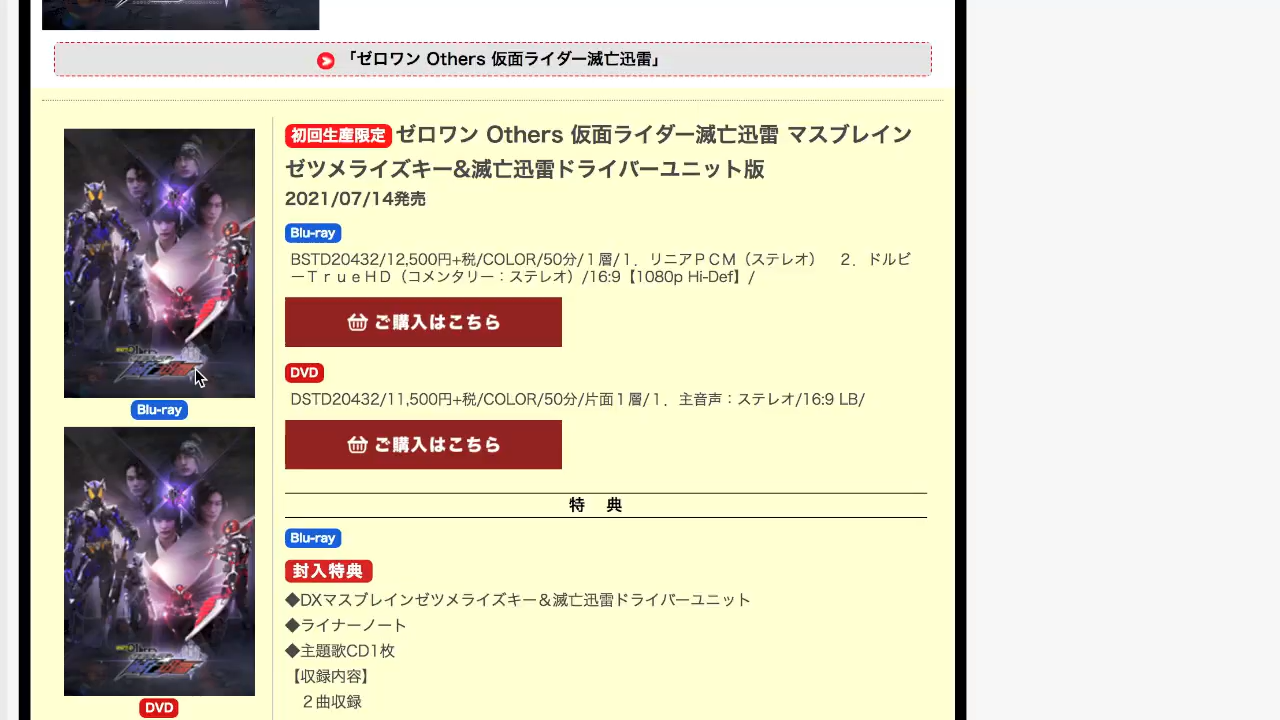 「ゼロワン Others 仮面ライダー滅亡迅雷」
初回生産限定 ゼロワン Others 仮面ライダー滅亡迅雷 マスブレイン
ゼツメライズキー&滅亡迅雷ドライバーユニット版
2021/07/14発売
Blu-ray
BSTD20432/12,500円+税/COLOR/50分/１層/１．リニアＰＣＭ（ステレオ）　２．ドルビ
ーＴｒｕｅＨＤ（コメンタリー：ステレオ）/16:9【1080p Hi-Def】/
ご購入はこちら
DVD
DSTD20432/11,500円+税/COLOR/50分/片面１層/１．主音声：ステレオ/16:9 LB/
ご購入はこちら
Blu-ray
DVD
特　典
Blu-ray
封入特典
◆DXマスブレインゼツメライズキー＆滅亡迅雷ドライバーユニット
◆ライナーノート
◆主題歌CD1枚
【収録内容】
２曲収録